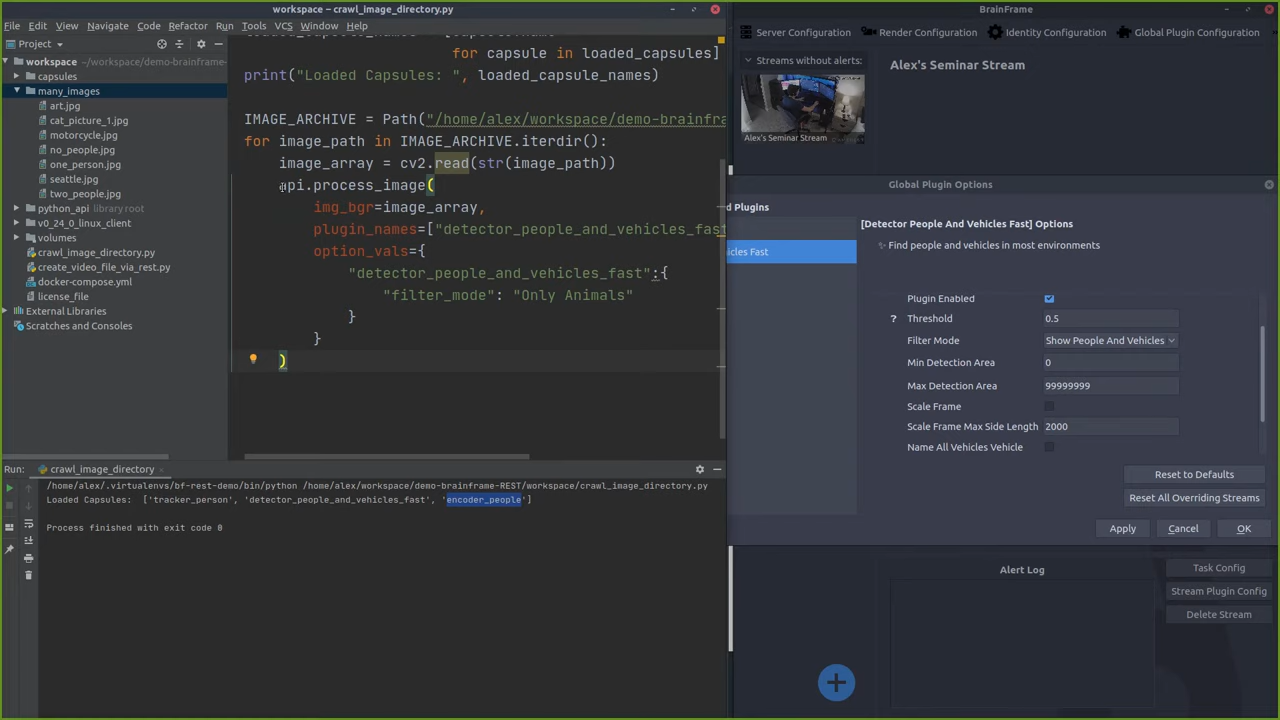 workspace – crawl_image_directory.py
File Edit View Navigate Code Refactor Run Tools VCS Window Help
Project
workspace ~/workspace/demo-brainframe-
capsules
many_images
art.jpg
cat_picture_1.jpg
motorcycle.jpg
no_people.jpg
one_person.jpg
seattle.jpg
two_people.jpg
python_api library root
v0_24_0_linux_client
volumes
crawl_image_directory.py
create_video_file_via_rest.py
docker-compose.yml
license_file
External Libraries
Scratches and Consoles
for capsule in loaded_capsules]
print("Loaded Capsules: ", loaded_capsule_names)
IMAGE_ARCHIVE = Path("/home/alex/workspace/demo-brainfra
for image_path in IMAGE_ARCHIVE.iterdir():
image_array = cv2.read(str(image_path))
api.process_image(
img_bgr=image_array,
plugin_names=["detector_people_and_vehicles_fast
option_vals={
"detector_people_and_vehicles_fast":{
"filter_mode": "Only Animals"
}
}
)
Run: crawl_image_directory
/home/alex/.virtualenvs/bf-rest-demo/bin/python /home/alex/workspace/demo-brainframe-REST/workspace/crawl_image_directory.py
Loaded Capsules: ['tracker_person', 'detector_people_and_vehicles_fast', 'encoder_people']
Process finished with exit code 0
BrainFrame
Server Configuration Render Configuration Identity Configuration Global Plugin Configuration
Streams without alerts:
Alex's Seminar Stream
Alex's Seminar Stream
Global Plugin Options
d Plugins
icles Fast
[Detector People And Vehicles Fast] Options
Find people and vehicles in most environments
Plugin Enabled
? Threshold 0.5
Filter Mode Show People And Vehicles
Min Detection Area 0
Max Detection Area 99999999
Scale Frame
Scale Frame Max Side Length 2000
Name All Vehicles Vehicle
Reset to Defaults
Reset All Overriding Streams
Apply Cancel OK
Alert Log
Task Config
Stream Plugin Config
Delete Stream